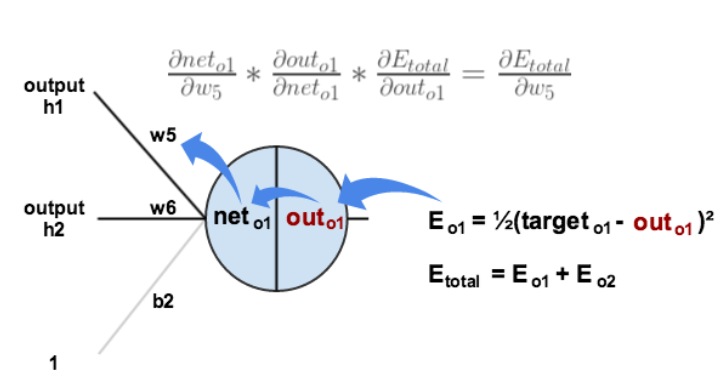 ∂net_o1/∂w5 * ∂out_o1/∂net_o1 * ∂E_total/∂out_o1 = ∂E_total/∂w5
output
h1
w5
output
h2
w6
net o1
out o1
E o1 = ½(target o1 - out o1)²
E total = E o1 + E o2
b2
1